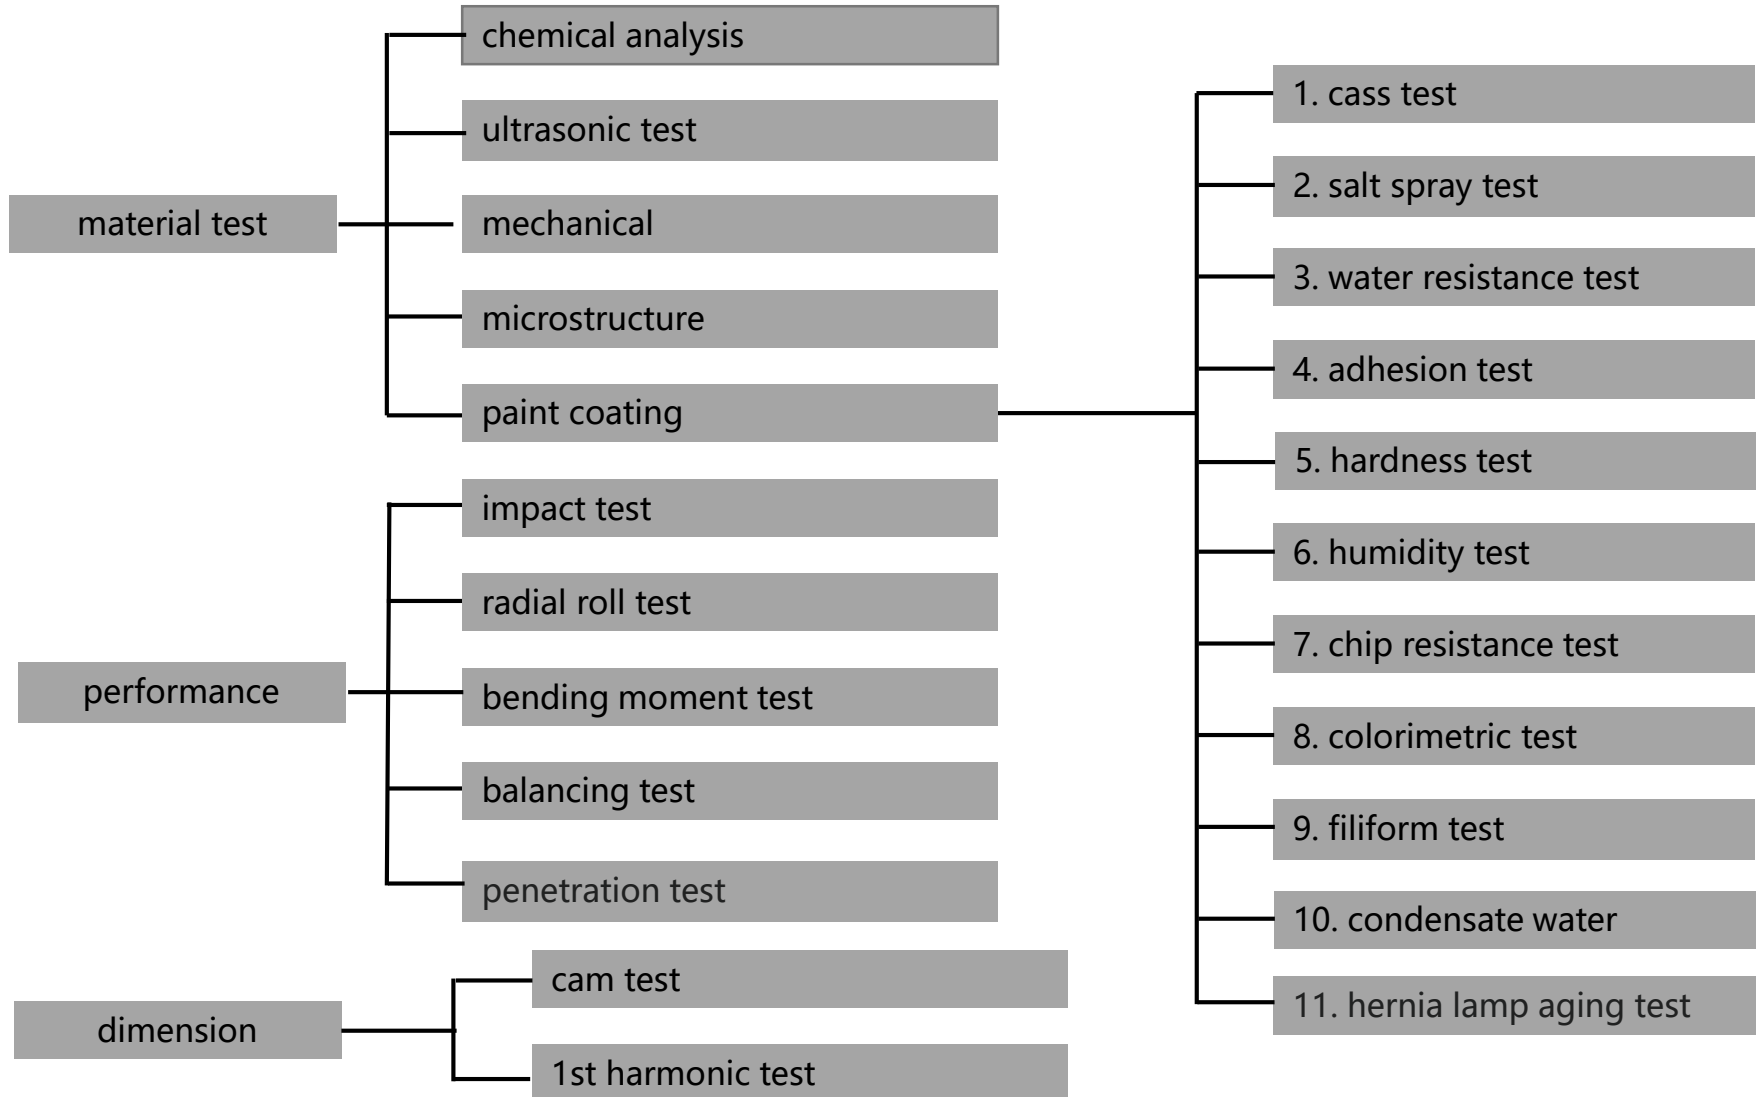 material test
chemical analysis
ultrasonic test
mechanical
microstructure
paint coating
1. cass test
2. salt spray test
3. water resistance test
4. adhesion test
5. hardness test
6. humidity test
7. chip resistance test
8. colorimetric test
9. filiform test
10. condensate water
11. hernia lamp aging test
performance
impact test
radial roll test
bending moment test
balancing test
penetration test
dimension
cam test
1st harmonic test